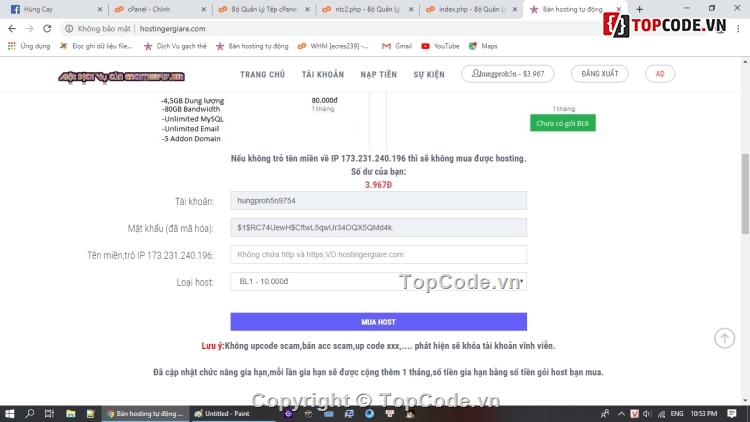 Hùng Cay
cPanel - Chính
Bộ Quản Lý Tệp cPanel
ntc2.php - Bộ Quản Lý T
index.php - Bộ Quản Lý
Bán hosting tự động
TOPCODE.VN
Không bảo mật | hostingergiare.com
Ứng dụng
Đọc ghi dữ liệu file...
Dịch Vụ gạch thẻ
Bán hosting tự động
WHM [ecres239] -...
Gmail
YouTube
Maps
TRANG CHỦ
TÀI KHOẢN
NẠP TIỀN
SỰ KIỆN
hungproh5n - $3.967
ĐĂNG XUẤT
AD
-4,5GB Dung lượng
-80GB Bandwidth
-Unlimited MySQL
-Unlimited Email
-5 Addon Domain
80.000đ
1 tháng
1 tháng
Chưa có gói BL6
Nếu không trỏ tên miền về IP 173.231.240.196 thì sẽ không mua được hosting.
Số dư của bạn:
3.967Đ
Tài khoản:
hungproh5n9754
Mật khẩu (đã mã hóa):
$1$RC74UewH$CftwL5qwUr34OQX5QMd4k.
Tên miền,trỏ IP 173.231.240.196:
Không chứa http và https,VD:hostingergiare.com
Loại host:
BL1 - 10.000đ
TopCode.vn
MUA HOST
Lưu ý:Không upcode scam,bán acc scam,up code xxx,.... phát hiện sẽ khóa tài khoản vĩnh viễn.
Đã cập nhật chức năng gia hạn,mỗi lần gia hạn sẽ được cộng thêm 1 tháng,số tiền gia hạn bằng số tiền gói host bạn mua.
Copyright © TopCode.vn
Bán hosting tự động ...
Untitled - Paint
ENG
10:53 PM